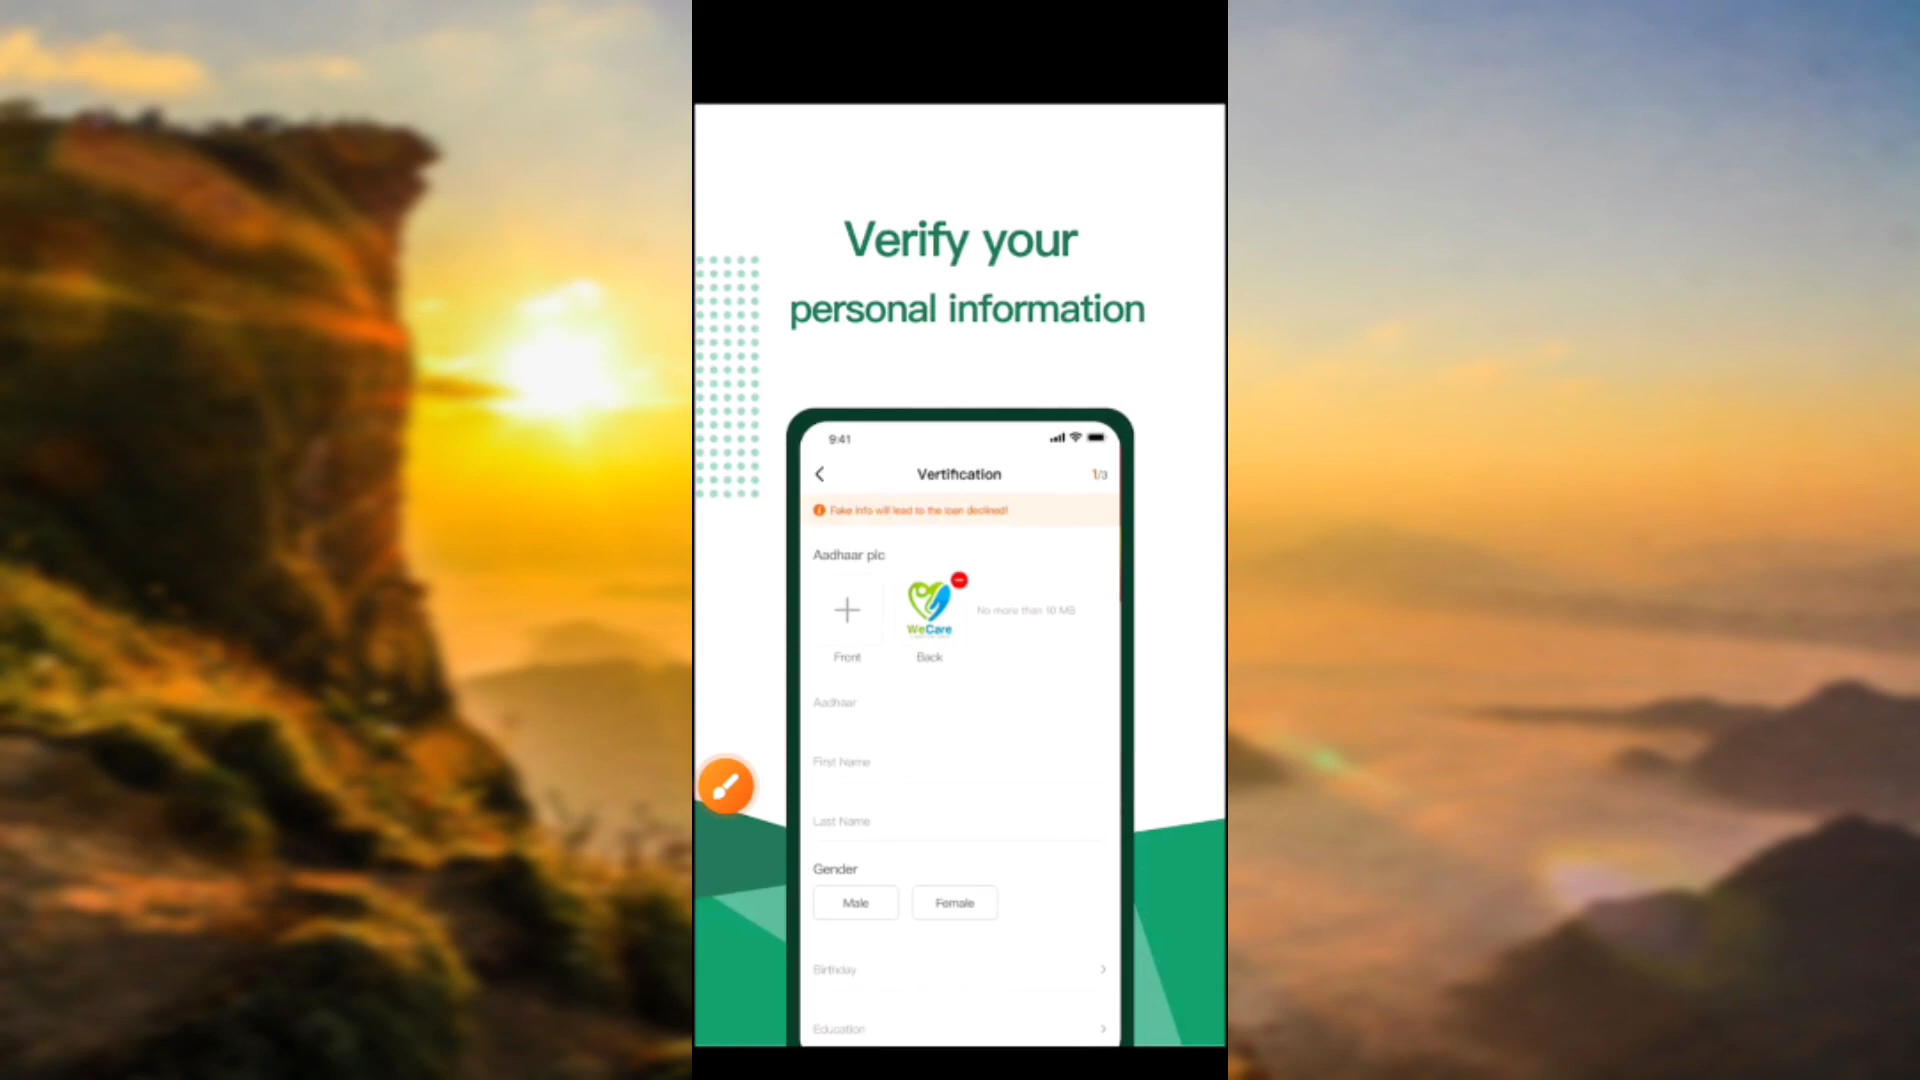 Verify your
personal information
9:41
Vertification
1/3
Fake info will lead to the loan declined!
Aadhaar pic
WeCare
No more than 10 MB
Front
Back
Aadhaar
First Name
Last Name
Gender
Male
Female
Birthday
Education